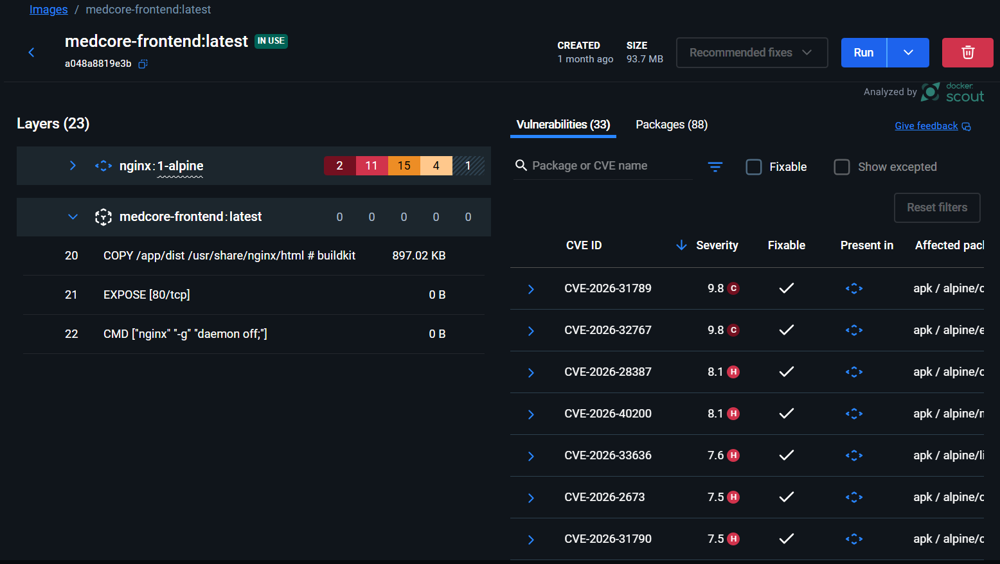 Images / medcore-frontend:latest
medcore-frontend:latest IN USE
a048a8819e3b
CREATED
1 month ago
SIZE
93.7 MB
Recommended fixes
Run
Analyzed by docker scout
Layers (23)
nginx:1-alpine 2 11 15 4 1
medcore-frontend:latest 0 0 0 0 0
20 COPY /app/dist /usr/share/nginx/html # buildkit 897.02 KB
21 EXPOSE [80/tcp] 0 B
22 CMD ["nginx" "-g" "daemon off;"] 0 B
Vulnerabilities (33) Packages (88) Give feedback
Package or CVE name Fixable Show excepted
Reset filters
CVE ID Severity Fixable Present in Affected pac
CVE-2026-31789 9.8 C apk / alpine/
CVE-2026-32767 9.8 C apk / alpine/e
CVE-2026-28387 8.1 H apk / alpine/
CVE-2026-40200 8.1 H apk / alpine/
CVE-2026-33636 7.6 H apk / alpine/li
CVE-2026-2673 7.5 H apk / alpine/
CVE-2026-31790 7.5 H apk / alpine/